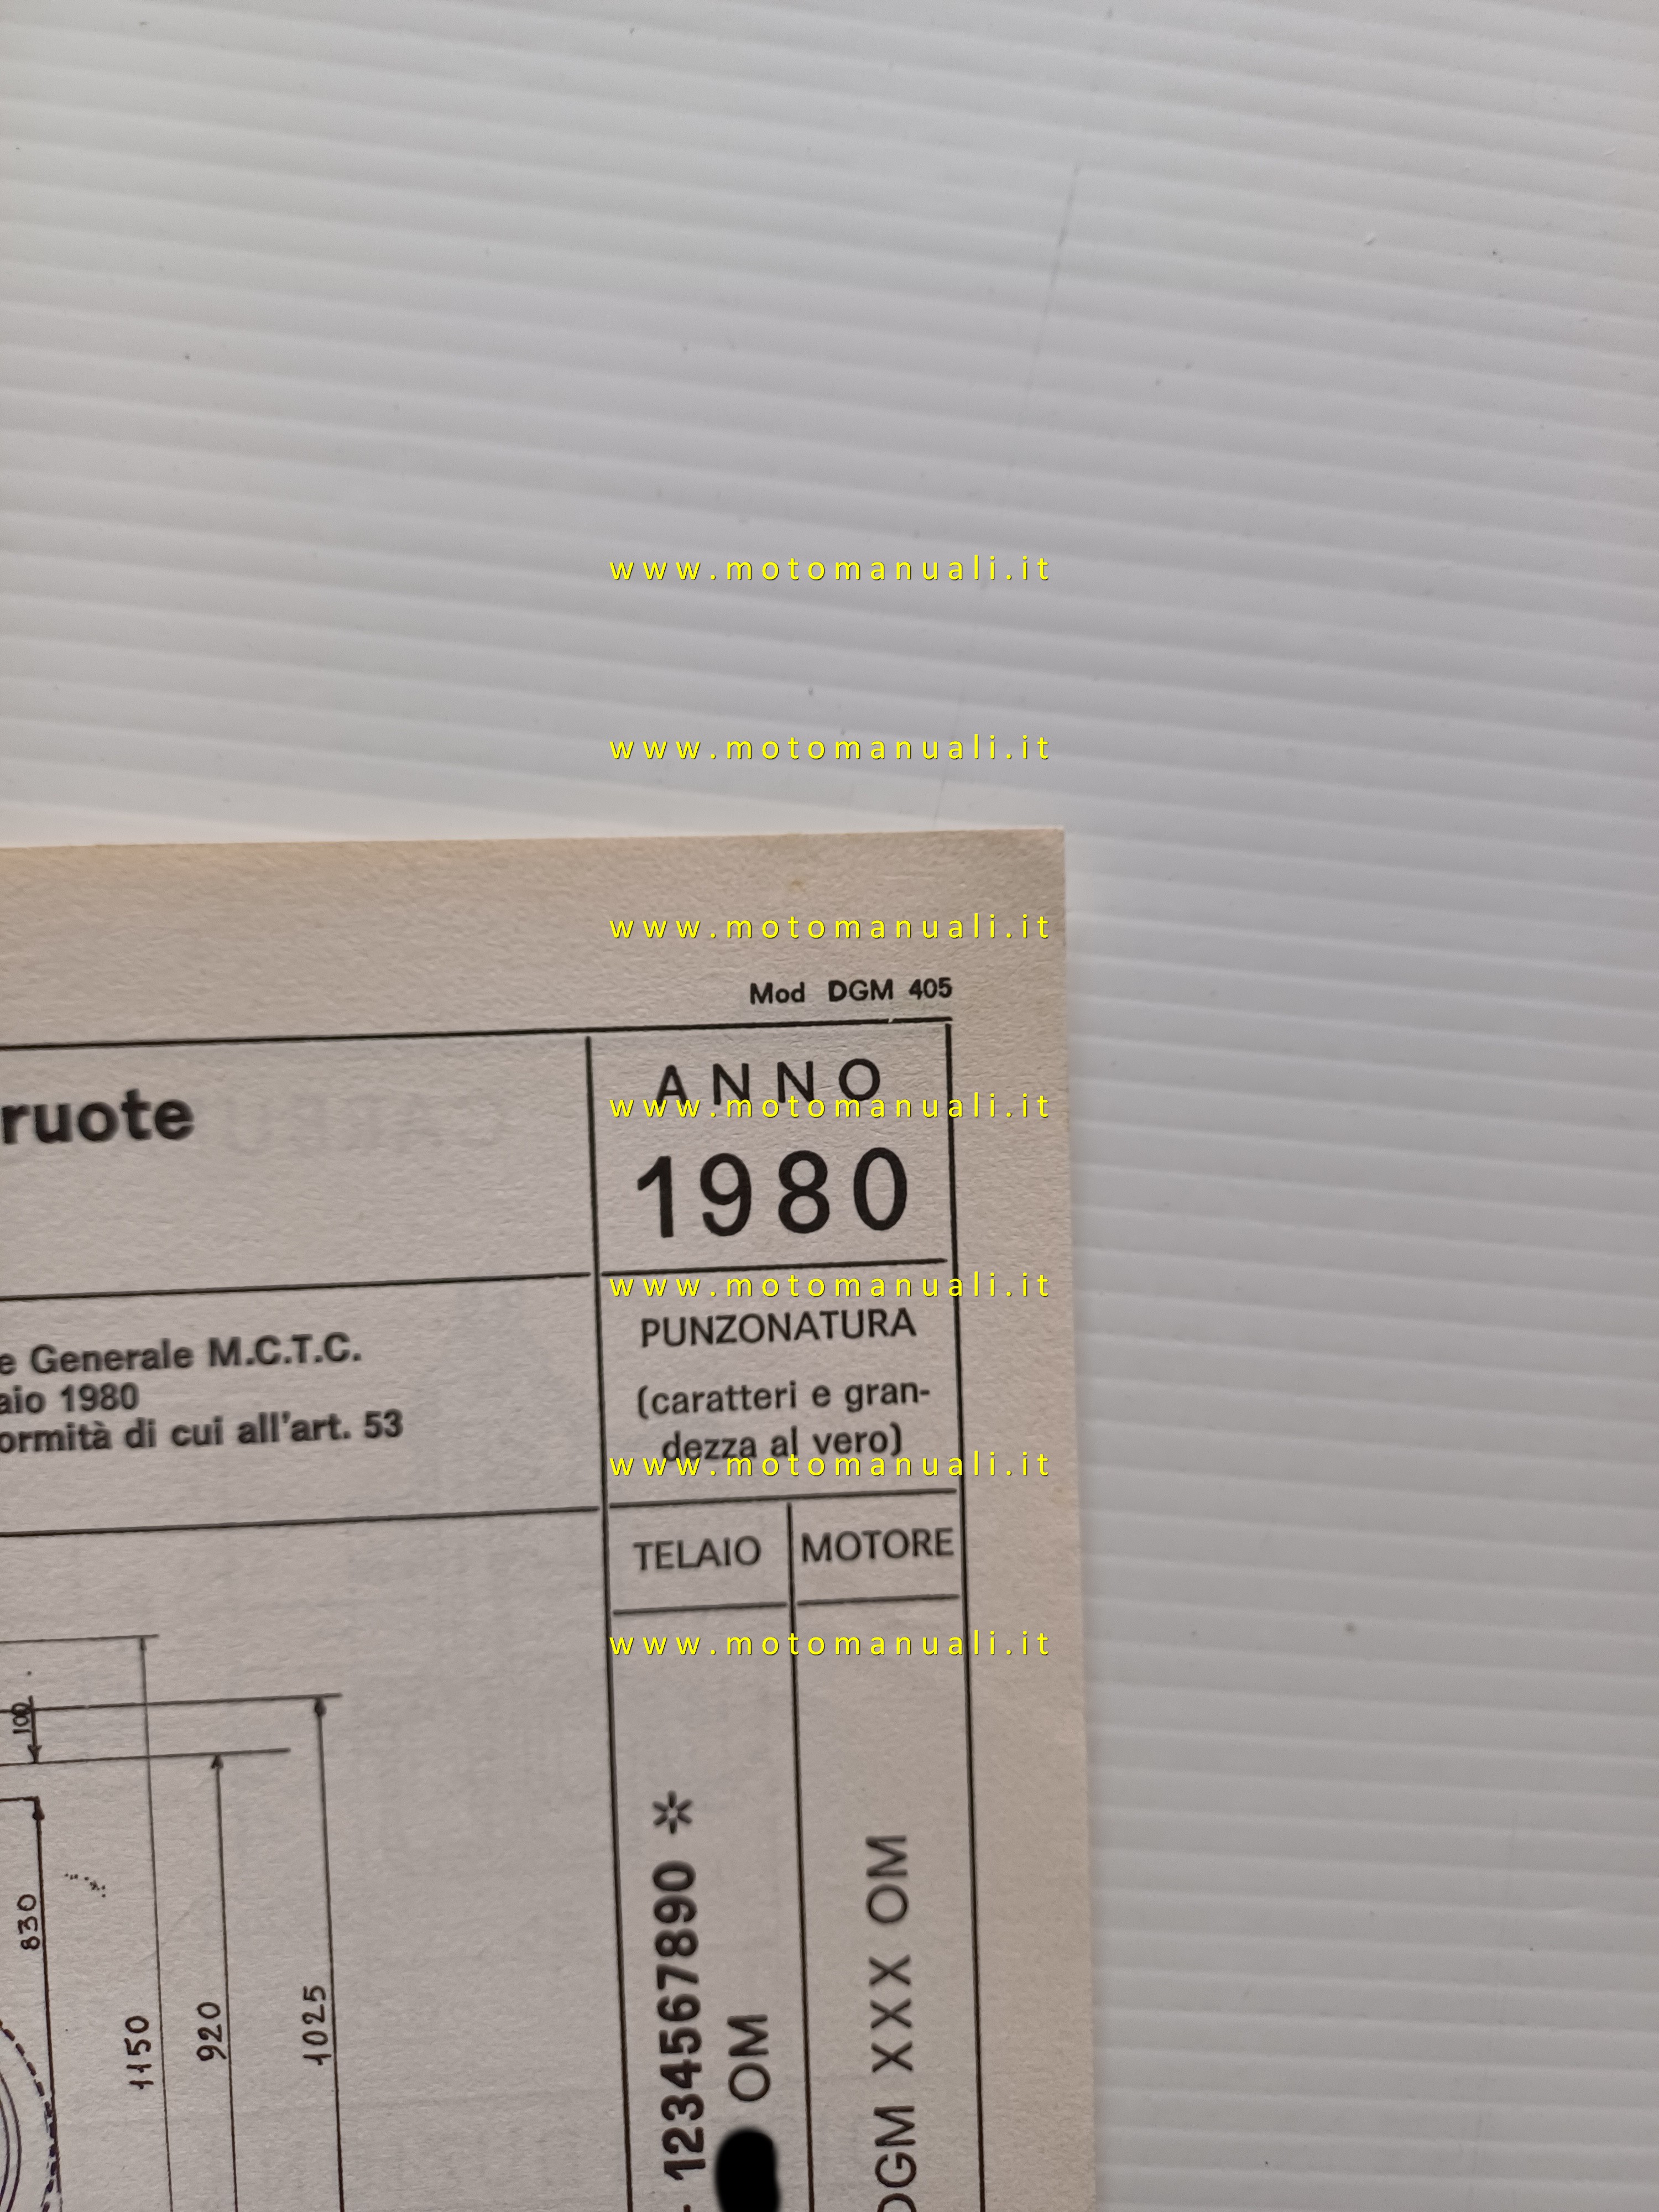 www.motomanuali.it
www.motomanuali.it
www.motomanuali.it
Mod DGM 405
ruote
ANNO
www.motomanuali.it
1980
www.motomanuali.it
e Generale M.C.T.C.
aio 1980
ormità di cui all'art. 53
PUNZONATURA
(caratteri e gran-
dezza al vero)
www.motomanuali.it
TELAIO
MOTORE
www.motomanuali.it
100
830
1150
920
1025
1234567890 *
OM
DGM XXX OM